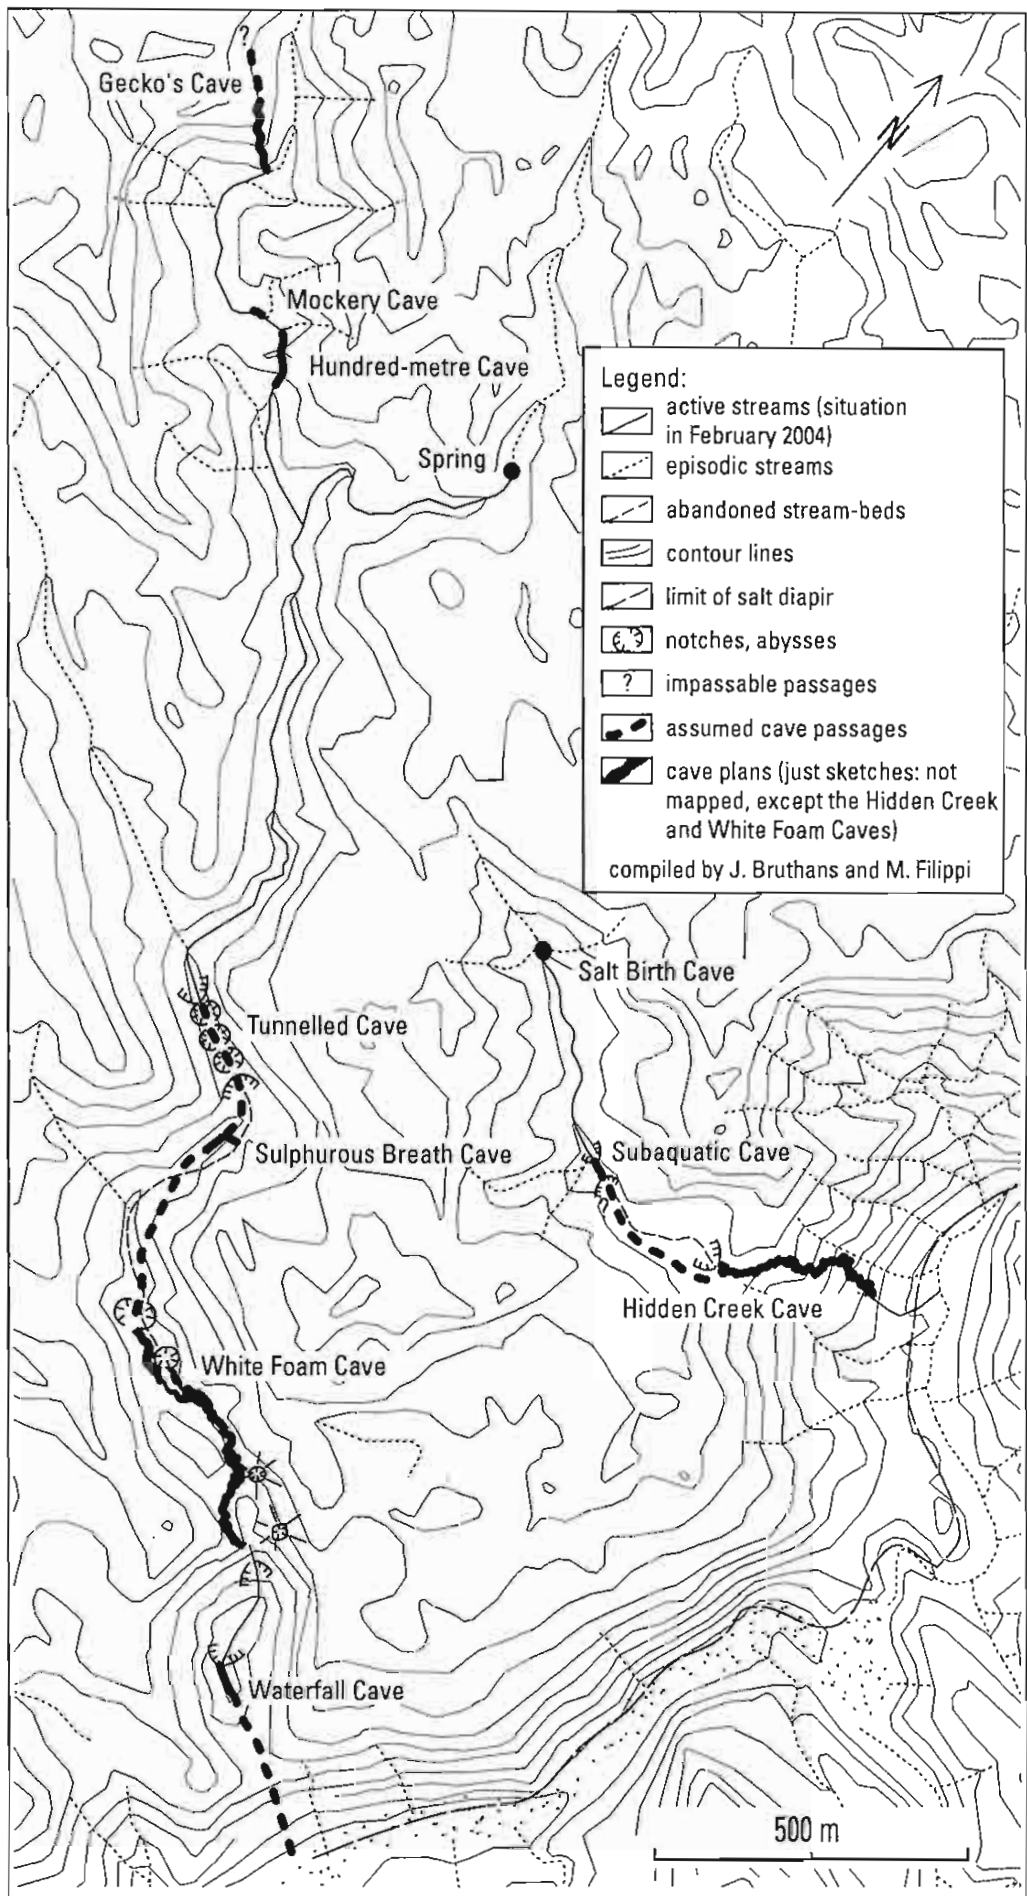 ?
Gecko's Cave
N
Mockery Cave
Hundred-metre Cave
Spring
Legend:
active streams (situation
in February 2004)
episodic streams
abandoned stream-beds
contour lines
limit of salt diapir
notches, abysses
? impassable passages
assumed cave passages
cave plans (just sketches: not
mapped, except the Hidden Creek
and White Foam Caves)
compiled by J. Bruthans and M. Filippi
Salt Birth Cave
Tunnelled Cave
Sulphurous Breath Cave
Subaquatic Cave
Hidden Creek Cave
White Foam Cave
Waterfall Cave
500 m